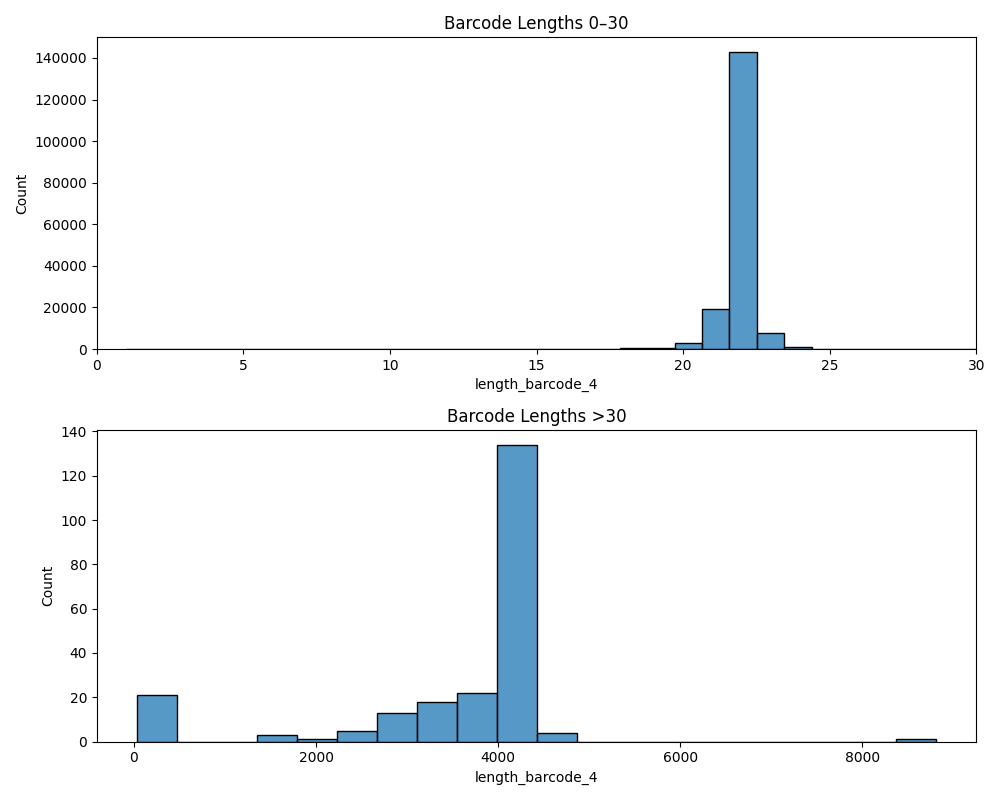 Barcode Lengths 0–30
140000
120000
100000
80000
60000
40000
20000
0
Count
0 5 10 15 20 25 30
length_barcode_4
Barcode Lengths >30
140
120
100
80
60
40
20
0
Count
0 2000 4000 6000 8000
length_barcode_4